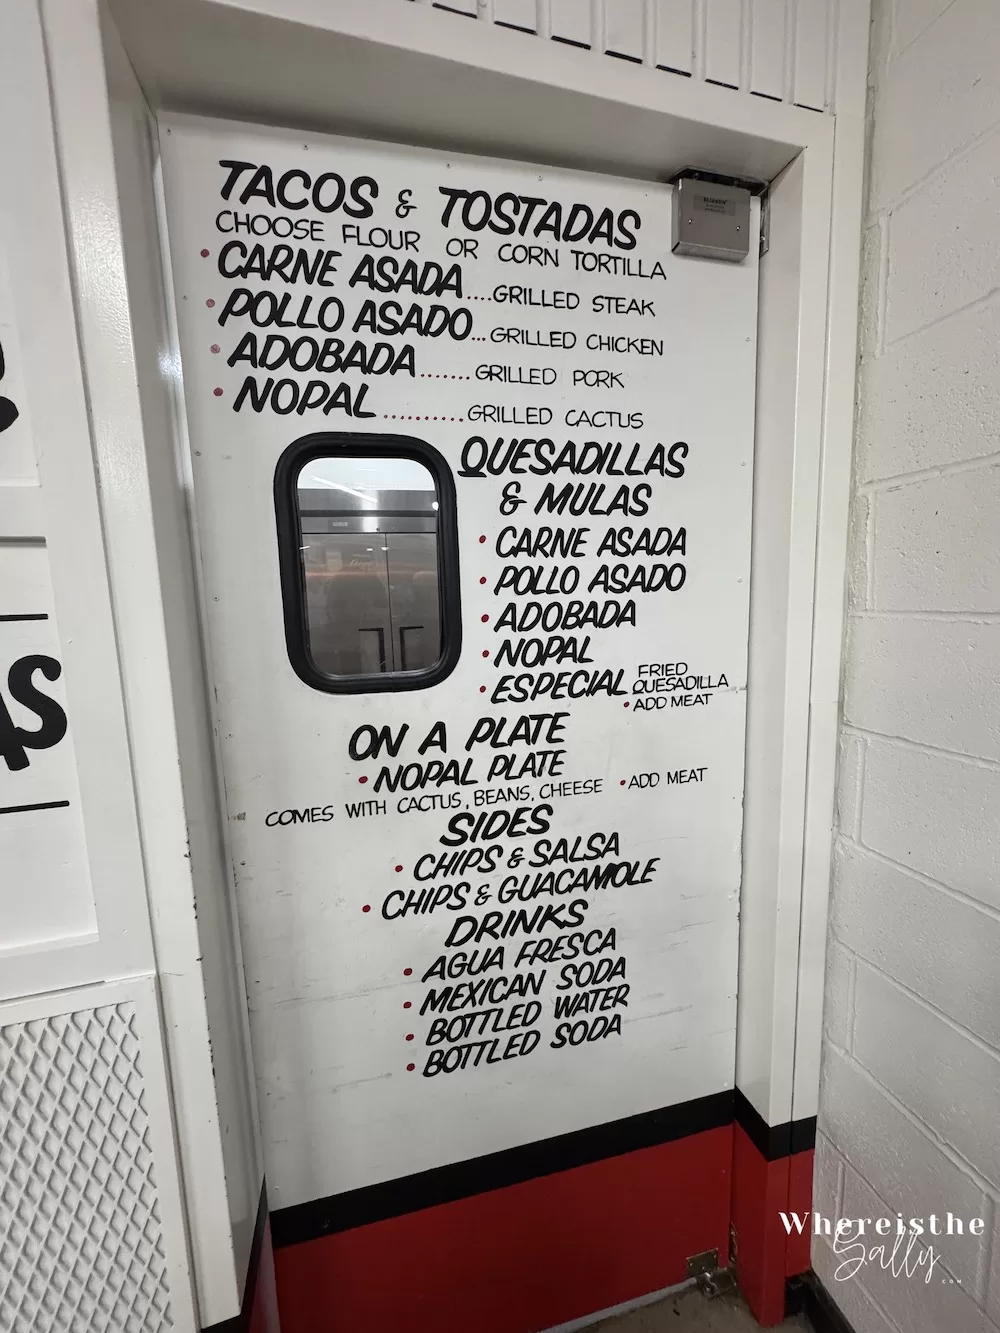 TACOS & TOSTADAS
CHOOSE FLOUR OR CORN TORTILLA
• CARNE ASADA....GRILLED STEAK
• POLLO ASADO...GRILLED CHICKEN
• ADOBADA.......GRILLED PORK
• NOPAL.........GRILLED CACTUS
QUESADILLAS
& MULAS
• CARNE ASADA
• POLLO ASADO
• ADOBADA
• NOPAL
• ESPECIAL FRIED
QUESADILLA
• ADD MEAT
ON A PLATE
• NOPAL PLATE
COMES WITH CACTUS, BEANS, CHEESE • ADD MEAT
SIDES
• CHIPS & SALSA
• CHIPS & GUACAMOLE
DRINKS
• AGUA FRESCA
• MEXICAN SODA
• BOTTLED WATER
• BOTTLED SODA
AS
Whereisthe
Sally
.COM